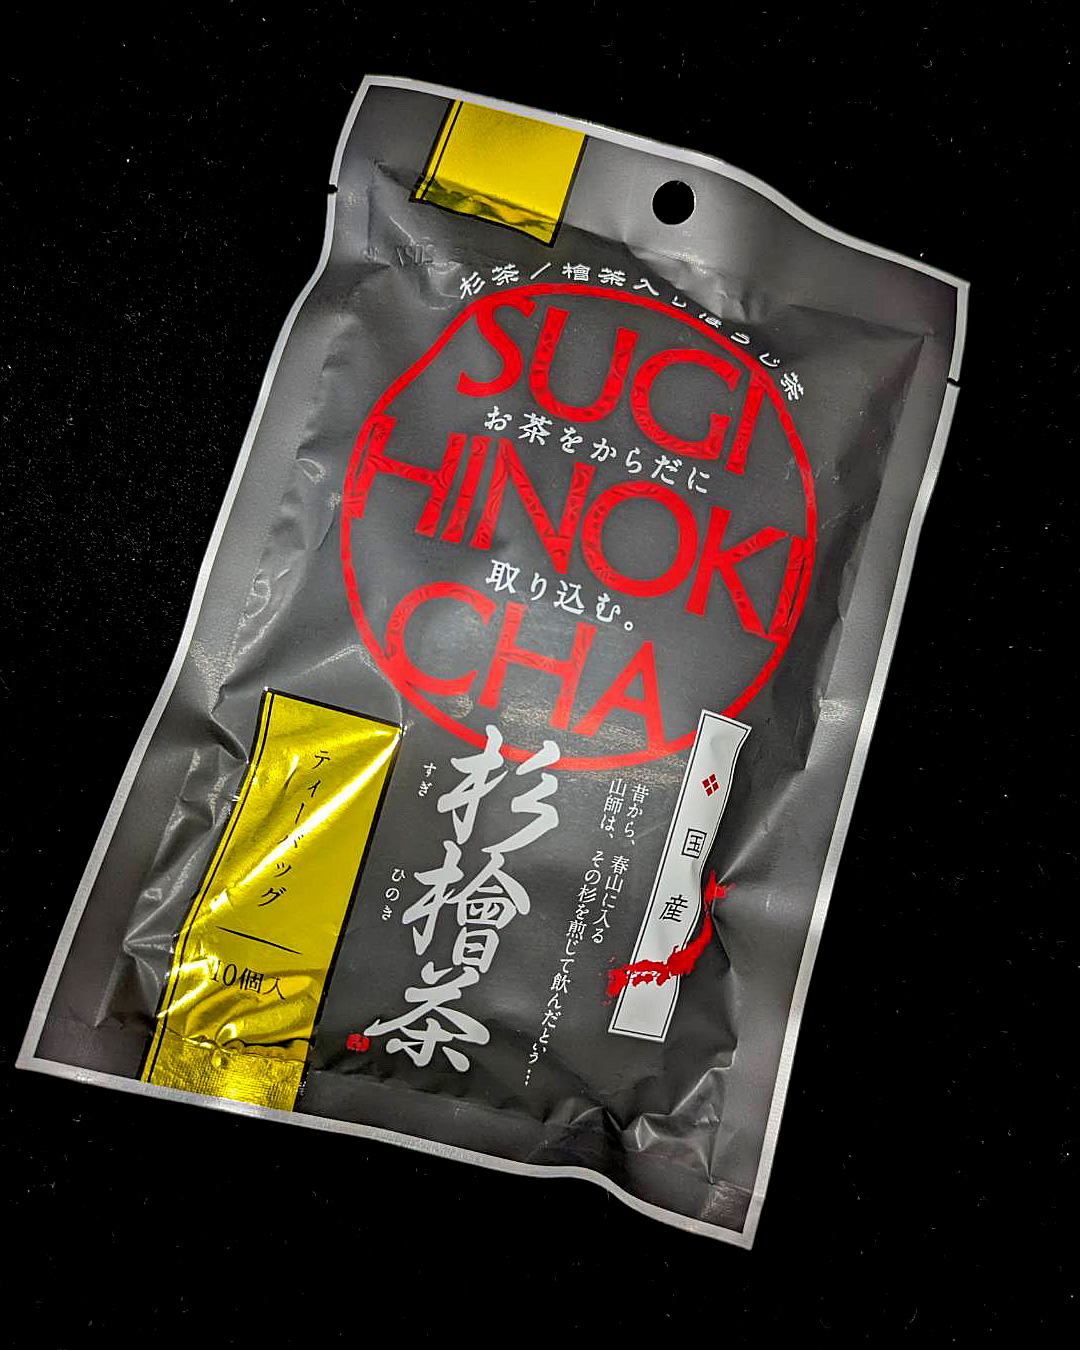 杉茶/檜茶入りほうじ茶
SUGI
お茶をからだに
HINOKI
取り込む。
CHA
杉檜茶
すぎ
ひのき
昔から、春山に入る
山師は、その杉を煎じて飲んだという…
国産
ティーバッグ
10個入